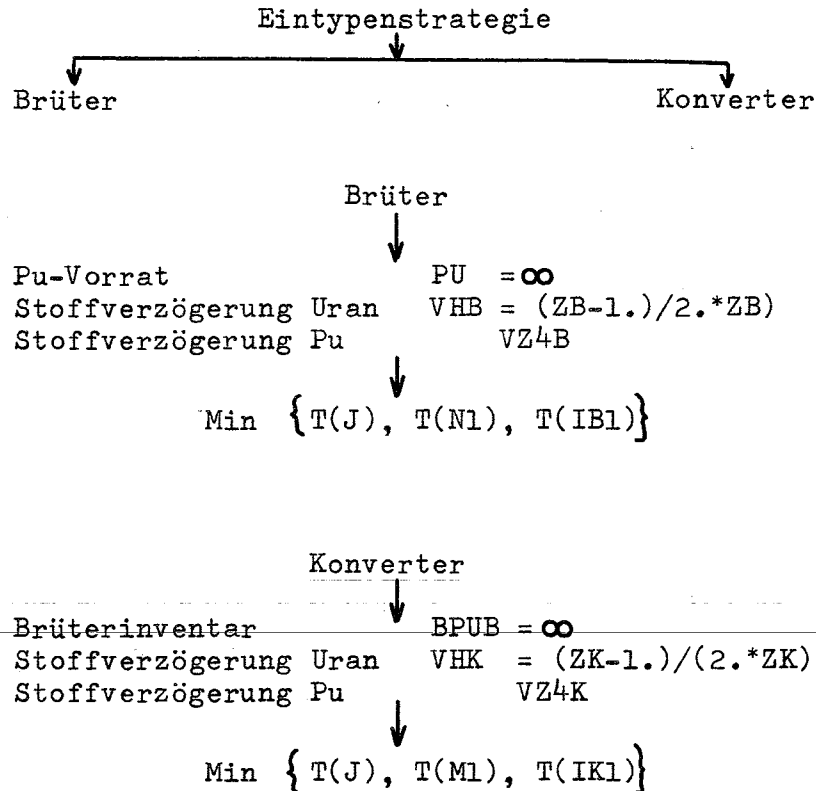 Eintypenstrategie
Brüter Konverter
Brüter
Pu-Vorrat PU =∞
Stoffverzögerung Uran VHB = (ZB-1.)/2.*ZB)
Stoffverzögerung Pu VZ4B
Min {T(J), T(N1), T(IB1)}
Konverter
Brüterinventar BPUB =∞
Stoffverzögerung Uran VHK = (ZK-1.)/(2.*ZK)
Stoffverzögerung Pu VZ4K
Min {T(J), T(M1), T(IK1)}